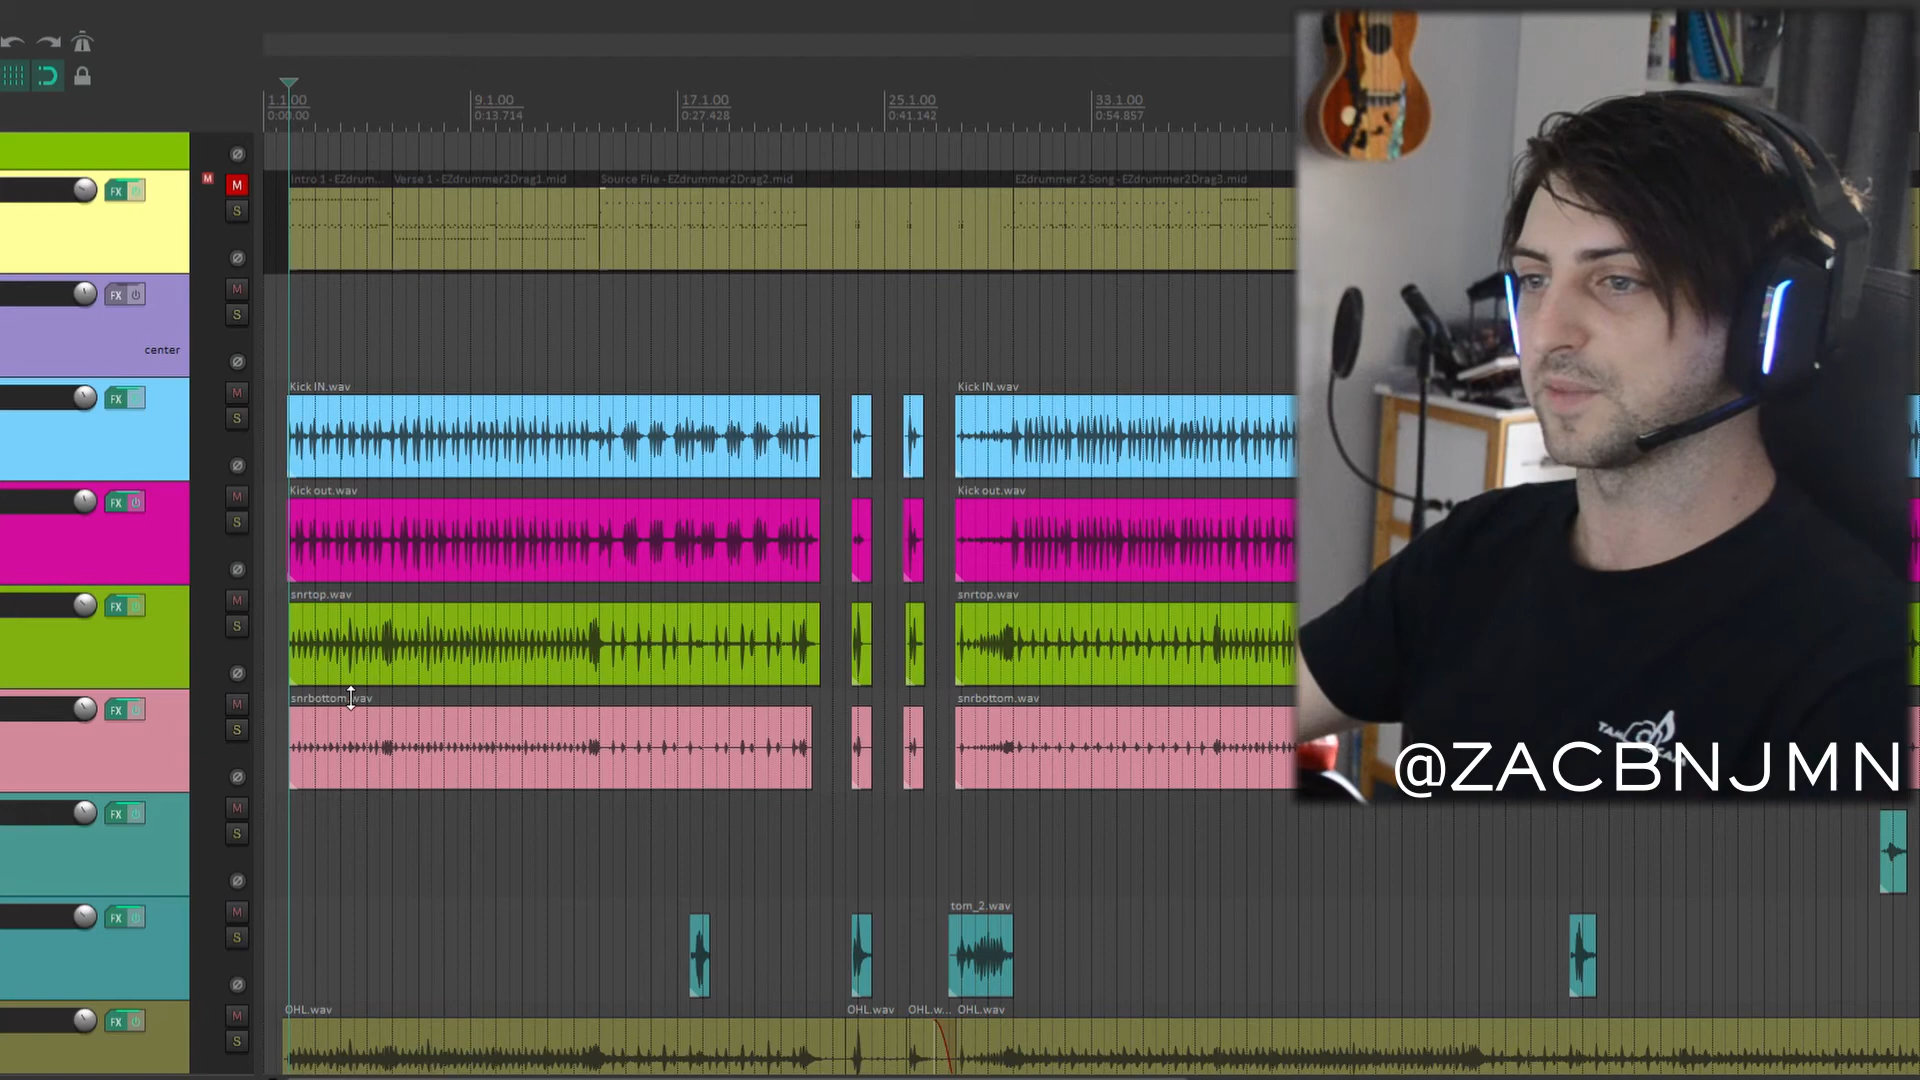 1.1.00
0:00.00
9.1.00
0:13.714
17.1.00
0:27.428
25.1.00
0:41.142
33.1.00
0:54.857
Intro 1 - EZdrum...
Verse 1 - EZdrummer2Drag1.mid
Source File - EZdrummer2Drag2.mid
EZdrummer 2 Song - EZdrummer2Drag3.mid
M
M
FX
S
FX
M
S
center
Kick IN.wav
Kick IN.wav
FX
M
S
Kick out.wav
Kick out.wav
FX
M
S
snrtop.wav
snrtop.wav
FX
M
S
snrbottom.wav
snrbottom.wav
FX
M
S
@ZACBNJMN
FX
M
S
tom_2.wav
FX
M
S
OHL.wav
OHL.wav
OHL.w...
OHL.wav
FX
M
S